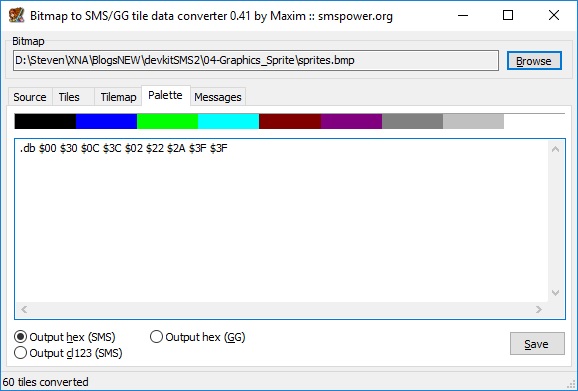 Bitmap to SMS/GG tile data converter 0.41 by Maxim :: smspower.org
Bitmap
D:\Steven\XNA\BlogsNEW\devkitSMS2\04-Graphics_Sprite\sprites.bmp
Browse
Source Tiles Tilemap Palette Messages
.db $00 $30 $0C $3C $02 $22 $2A $3F $3F
Output hex (SMS) Output hex (GG)
Output cl123 (SMS)
Save
60 tiles converted